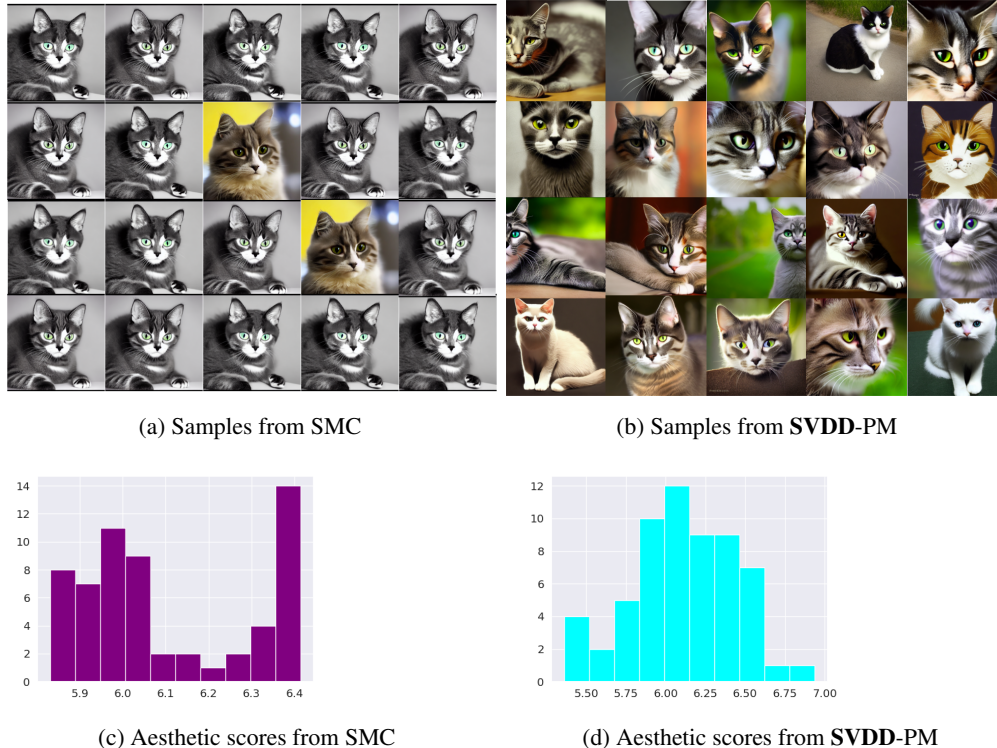 (a) Samples from SMC
(b) Samples from SVDD-PM
14
12
10
8
6
4
2
0
5.9 6.0 6.1 6.2 6.3 6.4
(c) Aesthetic scores from SMC
12
10
8
6
4
2
0
5.50 5.75 6.00 6.25 6.50 6.75 7.00
(d) Aesthetic scores from SVDD-PM